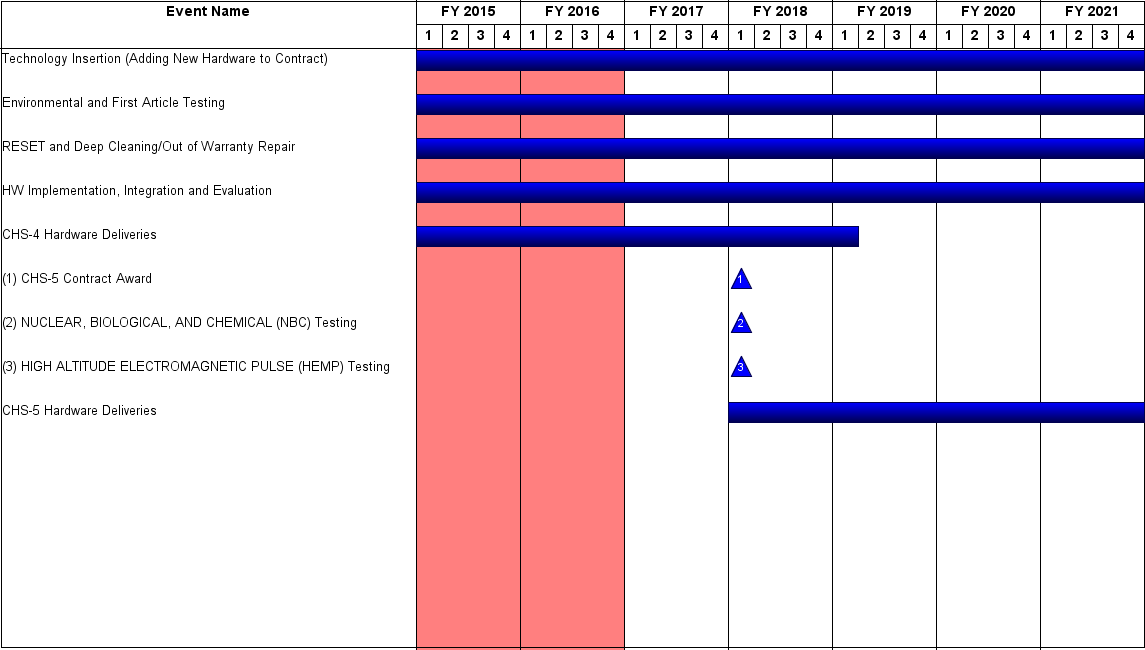 Event Name FY 2015 FY 2016 FY 2017 FY 2018 FY 2019 FY 2020 FY 2021
1 2 3 4 1 2 3 4 1 2 3 4 1 2 3 4 1 2 3 4 1 2 3 4 1 2 3 4
Technology Insertion (Adding New Hardware to Contract)
Environmental and First Article Testing
RESET and Deep Cleaning/Out of Warranty Repair
HW Implementation, Integration and Evaluation
CHS-4 Hardware Deliveries
(1) CHS-5 Contract Award 1
(2) NUCLEAR, BIOLOGICAL, AND CHEMICAL (NBC) Testing 2
(3) HIGH ALTITUDE ELECTROMAGNETIC PULSE (HEMP) Testing 3
CHS-5 Hardware Deliveries